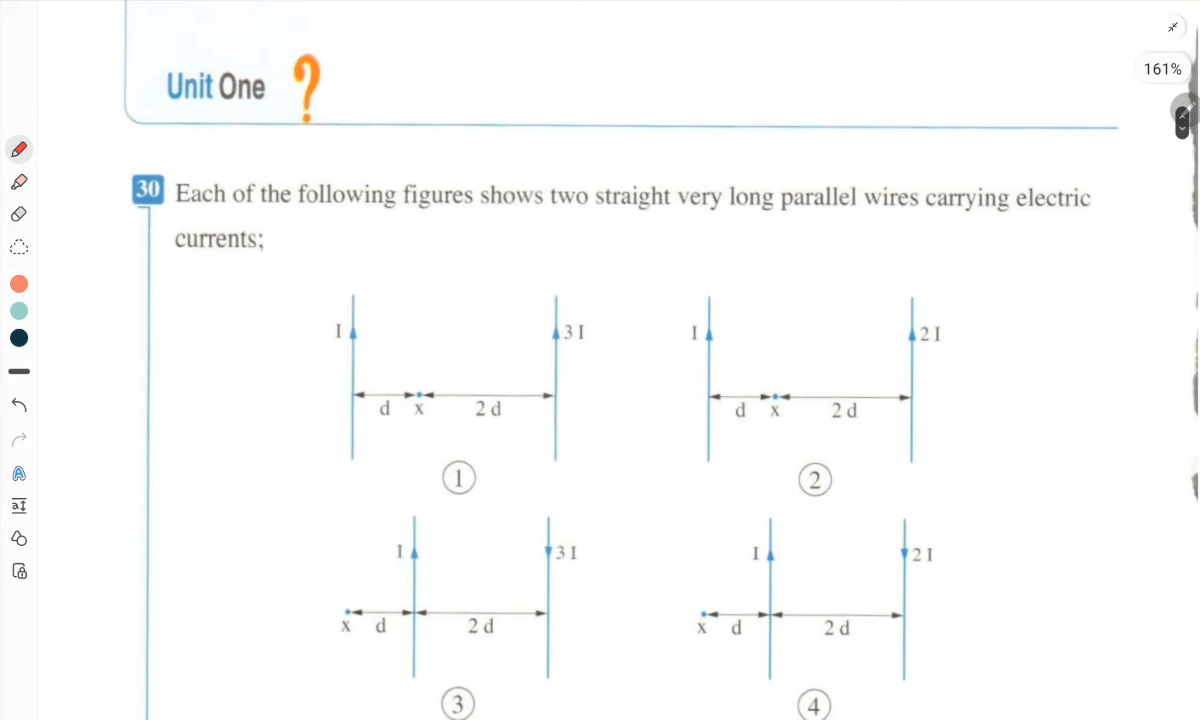 161%
Unit One ?
30 Each of the following figures shows two straight very long parallel wires carrying electric
currents;
I 3 I I 2 I
d x 2 d d x 2 d
1 2
I 3 I I 2 I
x d 2 d x d 2 d
3 4